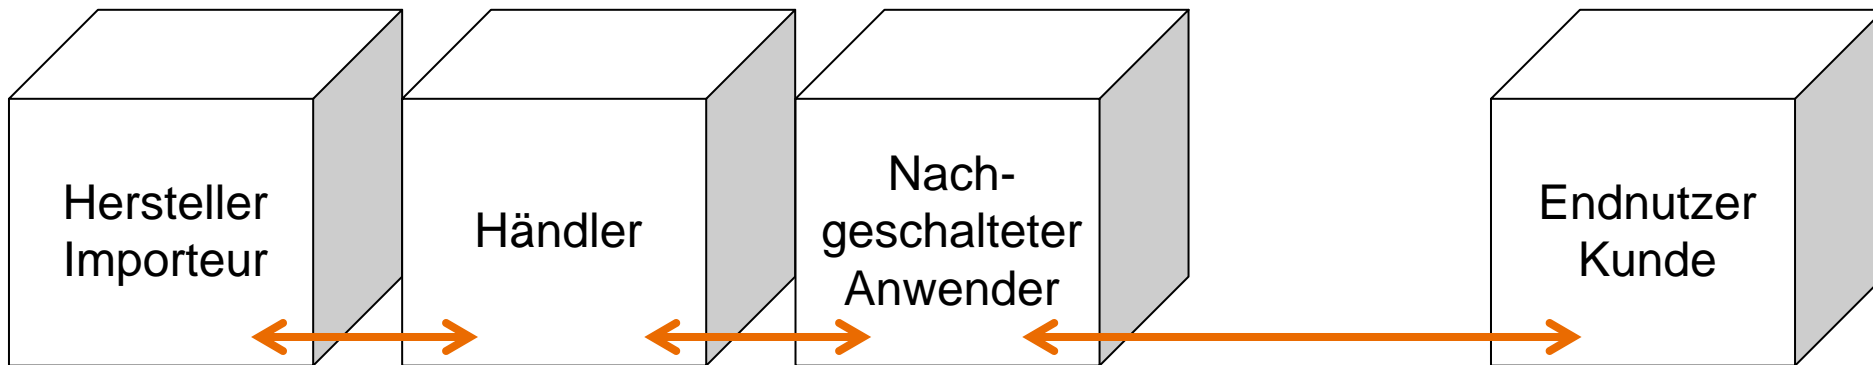 Hersteller
Importeur
Händler
Nach-
geschalteter
Anwender
Endnutzer
Kunde